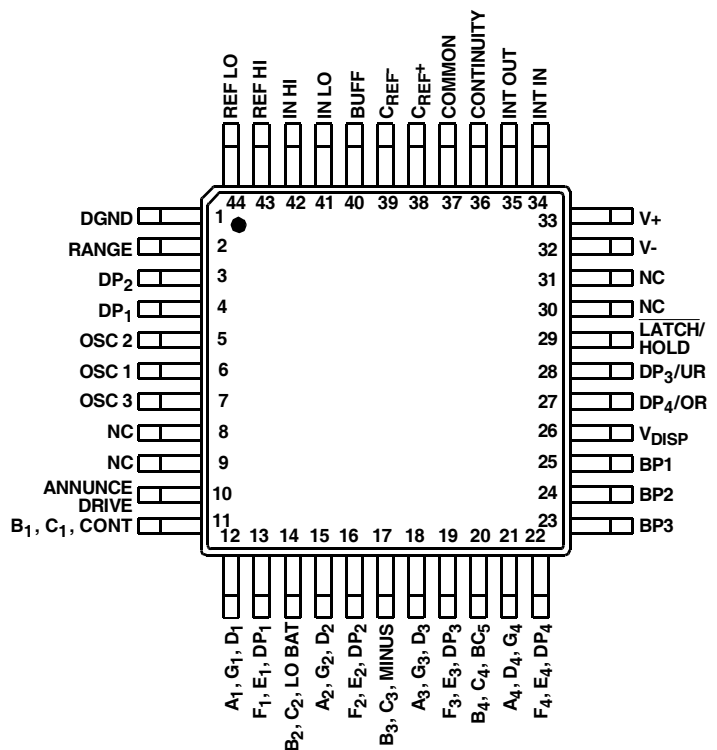 REF LO
REF HI
IN HI
IN LO
BUFF
C_REF^-
C_REF^+
COMMON
CONTINUITY
INT OUT
INT IN
44 43 42 41 40 39 38 37 36 35 34
DGND 1
RANGE 2
DP₂ 3
DP₁ 4
OSC 2 5
OSC 1 6
OSC 3 7
NC 8
NC 9
ANNUNCE
DRIVE 10
B₁, C₁, CONT 11
33 V+
32 V-
31 NC
30 NC
29 LATCH/
HOLD
28 DP₃/UR
27 DP₄/OR
26 V_DISP
25 BP1
24 BP2
23 BP3
12 13 14 15 16 17 18 19 20 21 22
A₁, G₁, D₁
F₁, E₁, DP₁
B₂, C₂, LO BAT
A₂, G₂, D₂
F₂, E₂, DP₂
B₃, C₃, MINUS
A₃, G₃, D₃
F₃, E₃, DP₃
B₄, C₄, BC₅
A₄, D₄, G₄
F₄, E₄, DP₄